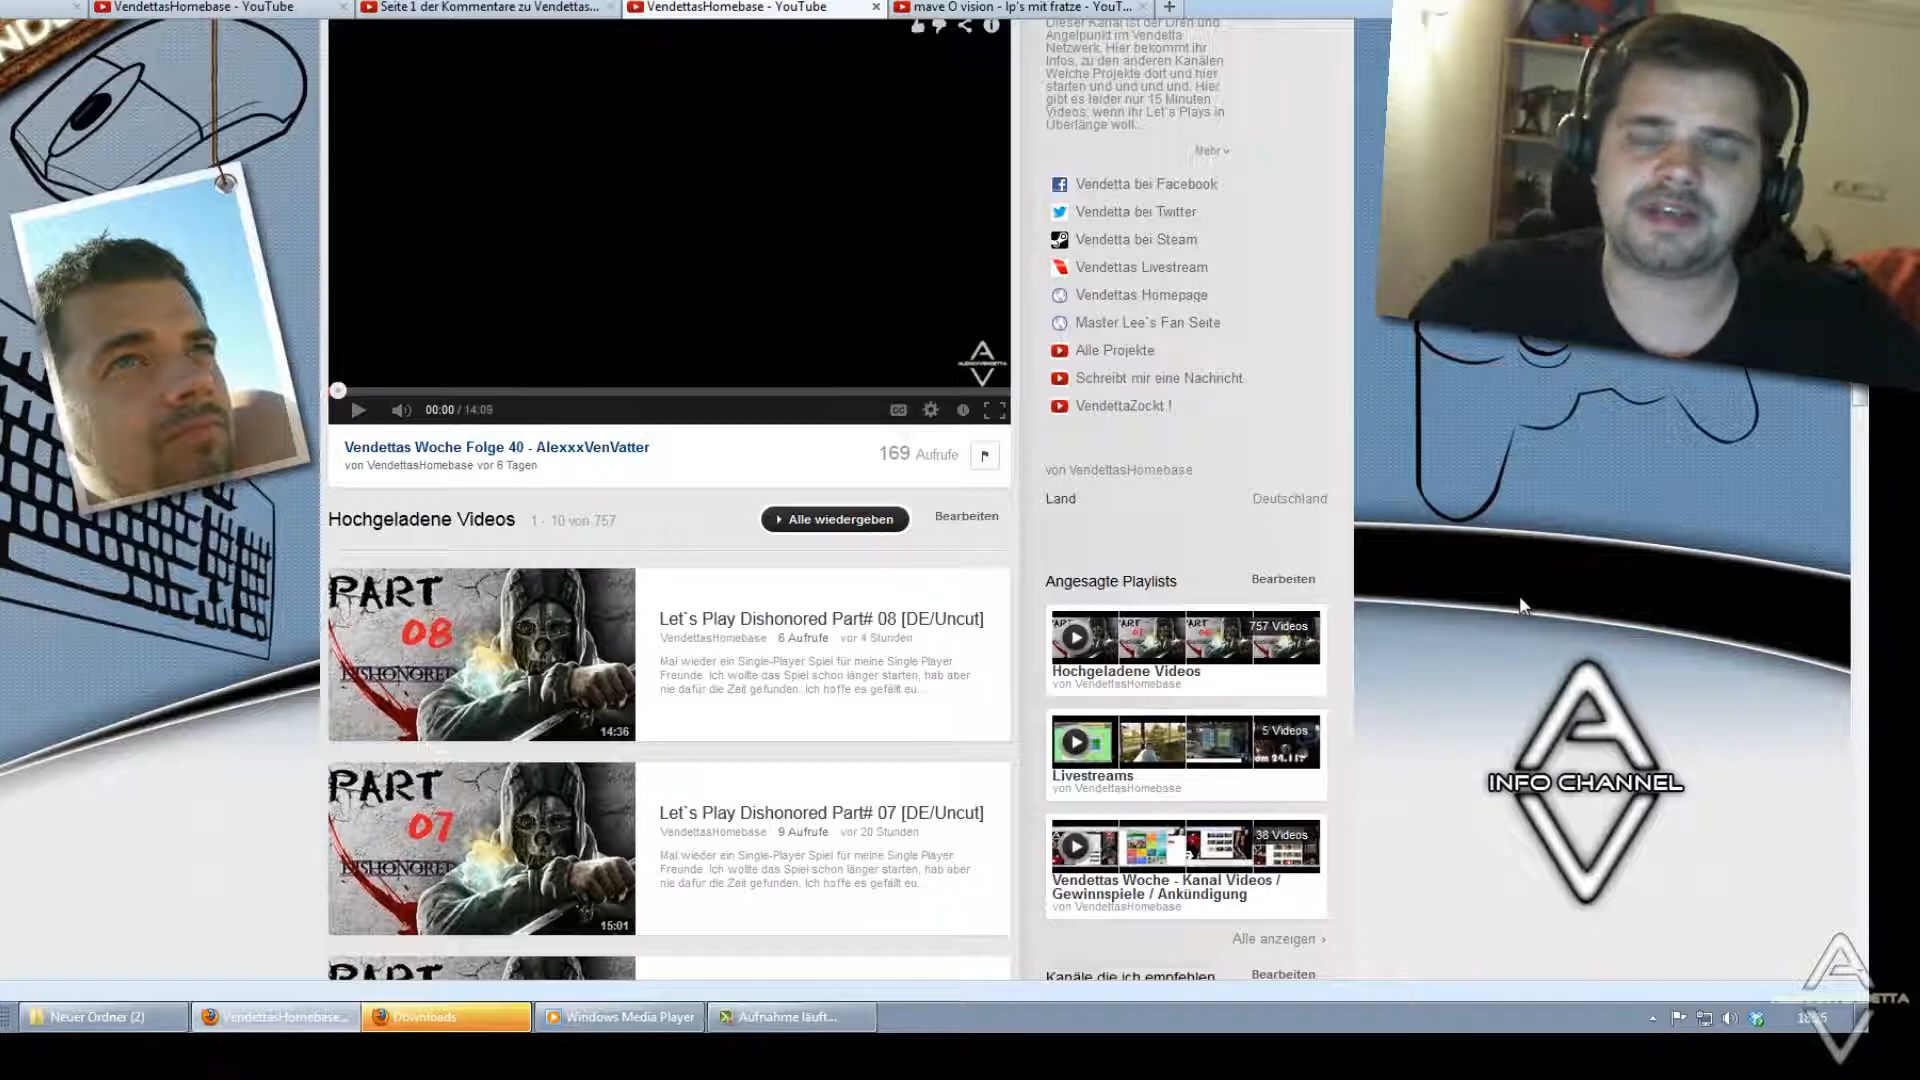 VendettasHomebase - YouTube
Seite 1 der Kommentare zu Vendettas...
VendettasHomebase - YouTube
mave O vision - lp's mit fratze - YouT...
Dieser Kanal ist der Dreh und
Angelpunkt im Vendetta
Netzwerk. Hier bekommt ihr
Infos, zu den anderen Kanälen
Welche Projekte dort und hier
starten und und und und. Hier
gibt es leider nur 15 Minuten
Videos, wenn ihr Let`s Plays in
Überlänge woll...
Mehr
Vendetta bei Facebook
Vendetta bei Twitter
Vendetta bei Steam
Vendettas Livestream
Vendettas Homepage
Master Lee`s Fan Seite
Alle Projekte
Schreibt mir eine Nachricht
VendettaZockt !
von VendettasHomebase
Land Deutschland
00:00 / 14:09
Vendettas Woche Folge 40 - AlexxxVenVatter
von VendettasHomebase vor 6 Tagen
169 Aufrufe
Hochgeladene Videos 1 - 10 von 757
Alle wiedergeben
Bearbeiten
PART
08
DISHONORED
14:36
Let`s Play Dishonored Part# 08 [DE/Uncut]
VendettasHomebase 6 Aufrufe vor 4 Stunden
Mal wieder ein Single-Player Spiel für meine Single Player
Freunde. Ich wollte das Spiel schon länger starten, hab aber
nie dafür die Zeit gefunden. Ich hoffe es gefällt eu...
PART
07
DISHONORED
15:01
Let`s Play Dishonored Part# 07 [DE/Uncut]
VendettasHomebase 9 Aufrufe vor 20 Stunden
Mal wieder ein Single-Player Spiel für meine Single Player
Freunde. Ich wollte das Spiel schon länger starten, hab aber
nie dafür die Zeit gefunden. Ich hoffe es gefällt eu...
PART
Angesagte Playlists Bearbeiten
757 Videos
Hochgeladene Videos
von VendettasHomebase
5 Videos
Livestreams
von VendettasHomebase
36 Videos
Vendettas Woche - Kanal Videos /
Gewinnspiele / Ankündigung
von VendettasHomebase
Alle anzeigen ›
Kanäle die ich empfehlen Bearbeiten
INFO CHANNEL
Neuer Ordner (2)
VendettasHomebase...
Downloads
Windows Media Player
Aufnahme läuft...